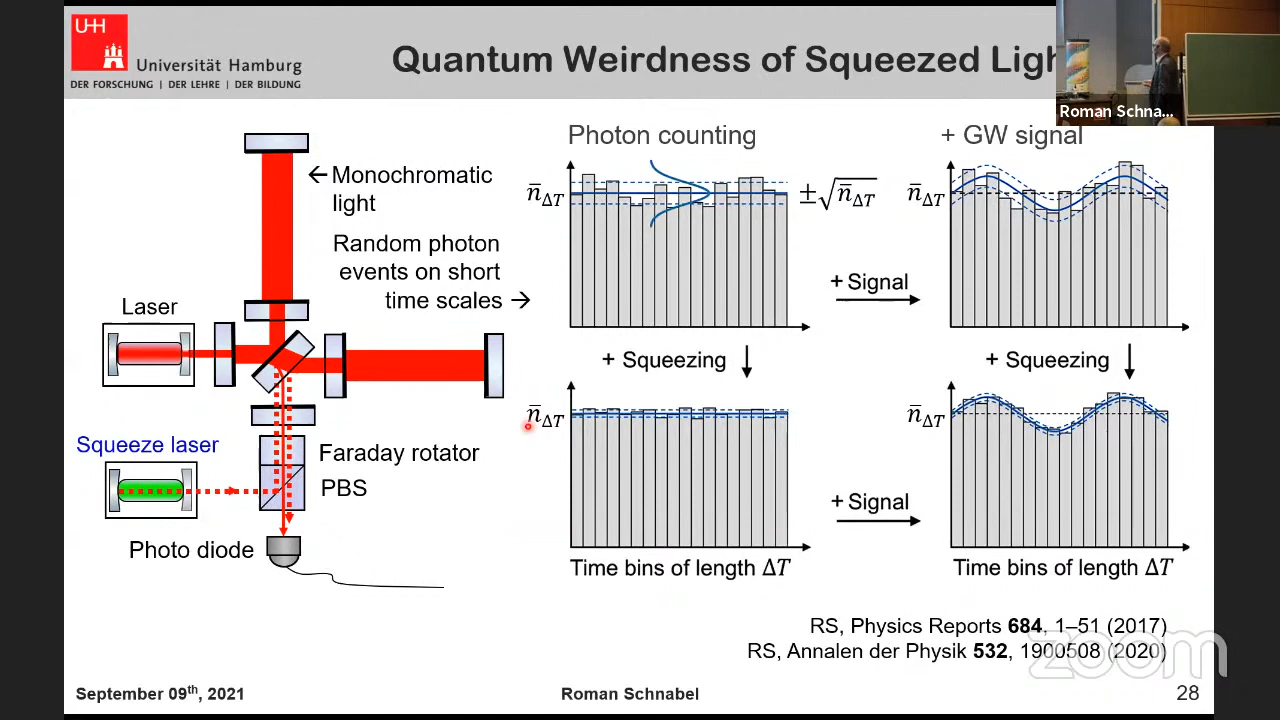 UHH
Universität Hamburg
DER FORSCHUNG | DER LEHRE | DER BILDUNG
Quantum Weirdness of Squeezed Ligh
Roman Schna...
← Monochromatic
light
Random photon
events on short
time scales →
Laser
Squeeze laser
Faraday rotator
PBS
Photo diode
Photon counting
n̄ΔT
±√n̄ΔT
+ GW signal
n̄ΔT
+ Signal
+ Squeezing
+ Squeezing
n̄ΔT
n̄ΔT
+ Signal
Time bins of length ΔT
Time bins of length ΔT
RS, Physics Reports 684, 1–51 (2017)
RS, Annalen der Physik 532, 1900508 (2020)
zoom
September 09th, 2021
Roman Schnabel
28